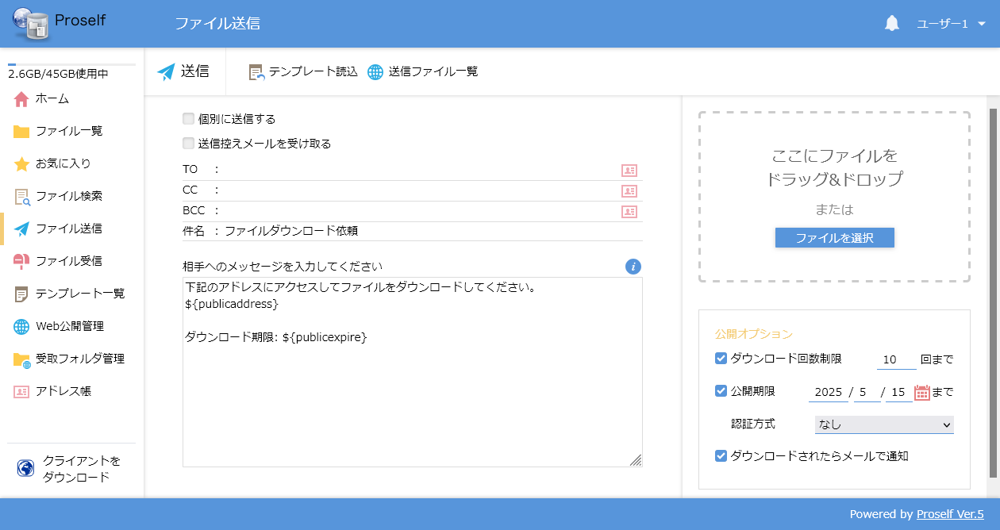 Proself
ファイル送信
ユーザー1
2.6GB/45GB使用中
ホーム
ファイル一覧
お気に入り
ファイル検索
ファイル送信
ファイル受信
テンプレート一覧
Web公開管理
受取フォルダ管理
アドレス帳
クライアントを
ダウンロード
送信
テンプレート読込
送信ファイル一覧
個別に送信する
送信控えメールを受け取る
TO :
CC :
BCC :
件名 : ファイルダウンロード依頼
相手へのメッセージを入力してください
下記のアドレスにアクセスしてファイルをダウンロードしてください。
${publicaddress}
ダウンロード期限: ${publicexpire}
ここにファイルを
ドラッグ&ドロップ
または
ファイルを選択
公開オプション
ダウンロード回数制限 10 回まで
公開期限 2025 / 5 / 15 まで
認証方式 なし
ダウンロードされたらメールで通知
Powered by Proself Ver.5